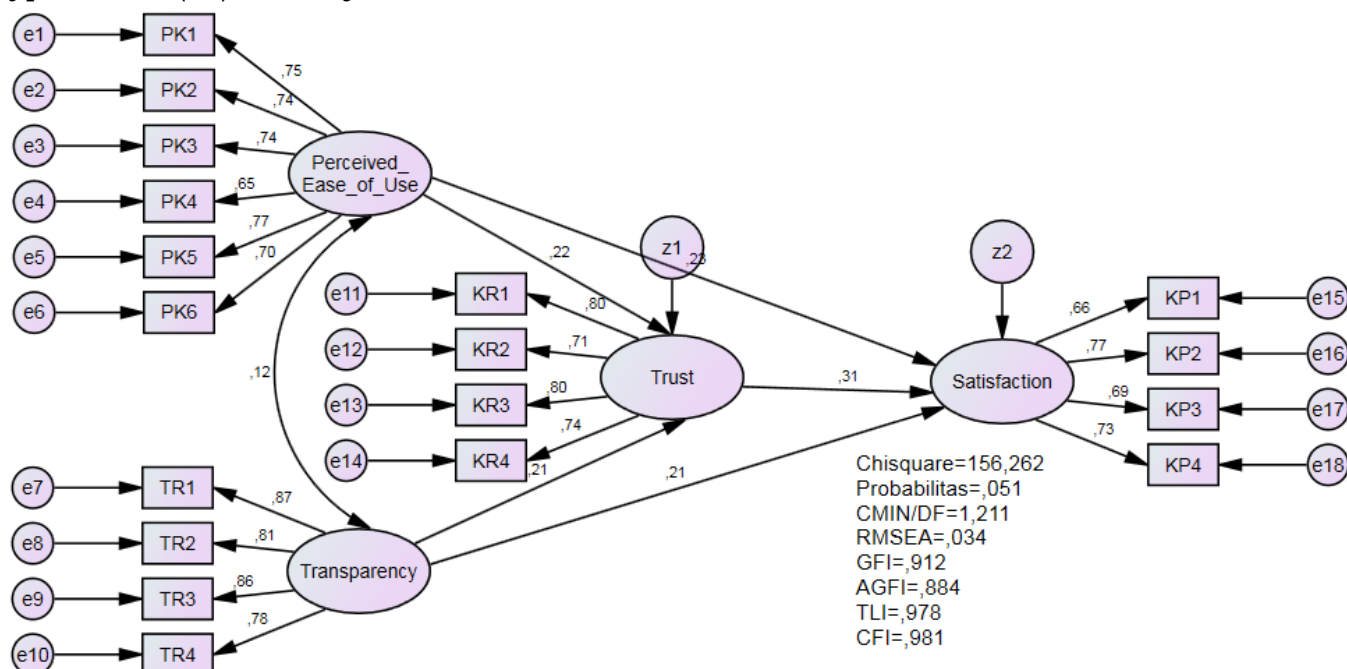 e1
PK1
,75
e2
PK2
,74
e3
PK3
,74
Perceived_
Ease_of_Use
e4
PK4
,65
e5
PK5
,77
e6
PK6
,70
,22
z1
,23
z2
,12
e11
KR1
,80
e12
KR2
,71
e13
KR3
,80
e14
KR4
,74
Trust
,31
Satisfaction
,66
KP1
e15
,77
KP2
e16
,69
KP3
e17
,73
KP4
e18
,21
,21
e7
TR1
,87
e8
TR2
,81
e9
TR3
,86
e10
TR4
,78
Transparency
Chisquare=156,262
Probabilitas=,051
CMIN/DF=1,211
RMSEA=,034
GFI=,912
AGFI=,884
TLI=,978
CFI=,981